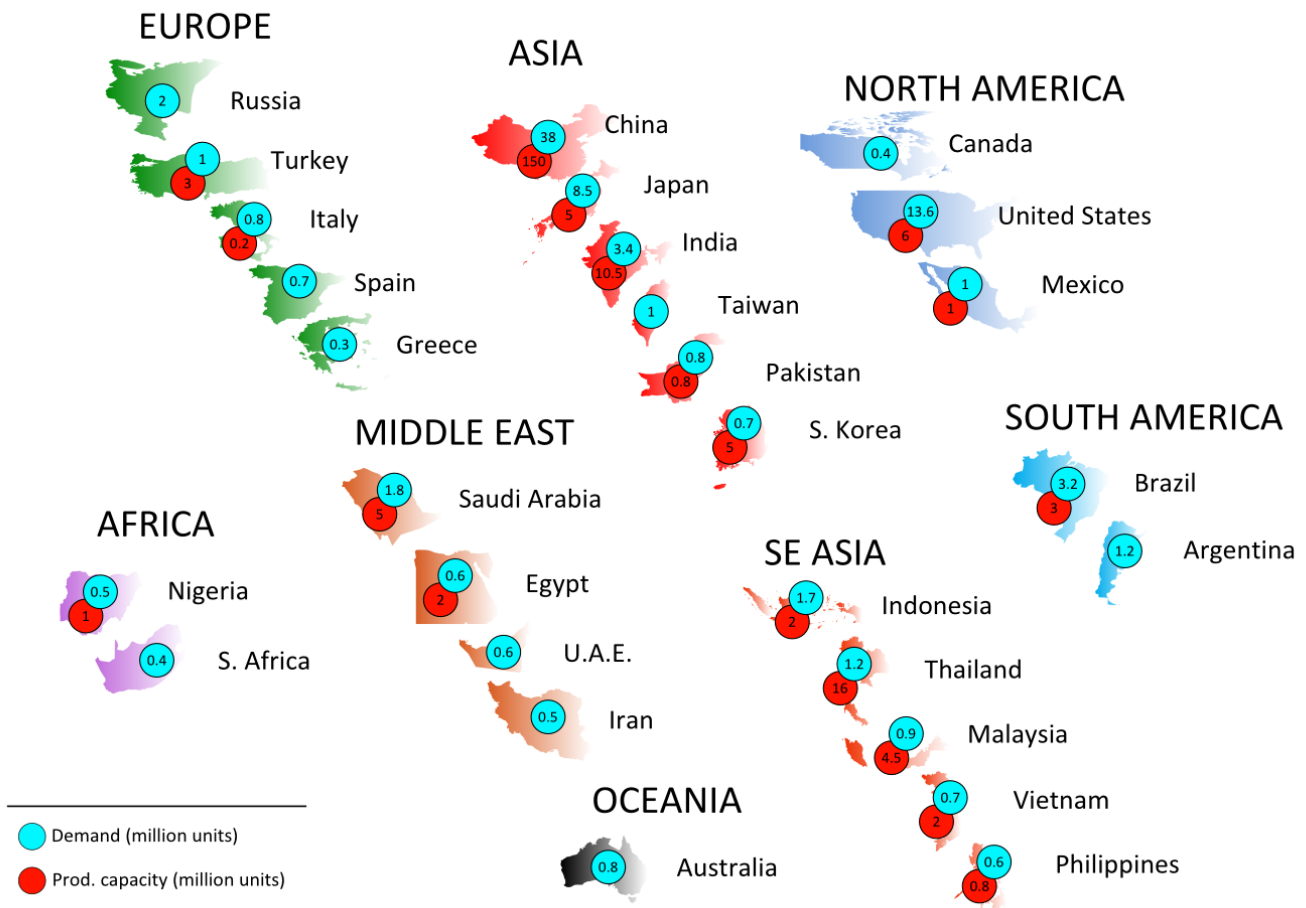 EUROPE
2
Russia
1
3
Turkey
0.8
0.2
Italy
0.7
Spain
0.3
Greece
ASIA
38
150
China
8.5
5
Japan
3.4
10.5
India
1
Taiwan
0.8
0.8
Pakistan
0.7
5
S. Korea
NORTH AMERICA
0.4
Canada
13.6
6
United States
1
1
Mexico
MIDDLE EAST
1.8
5
Saudi Arabia
0.6
2
Egypt
0.6
U.A.E.
0.5
Iran
SOUTH AMERICA
3.2
3
Brazil
1.2
Argentina
AFRICA
0.5
1
Nigeria
0.4
S. Africa
SE ASIA
1.7
2
Indonesia
1.2
16
Thailand
0.9
4.5
Malaysia
0.7
2
Vietnam
0.6
0.8
Philippines
OCEANIA
0.8
Australia
Demand (million units)
Prod. capacity (million units)